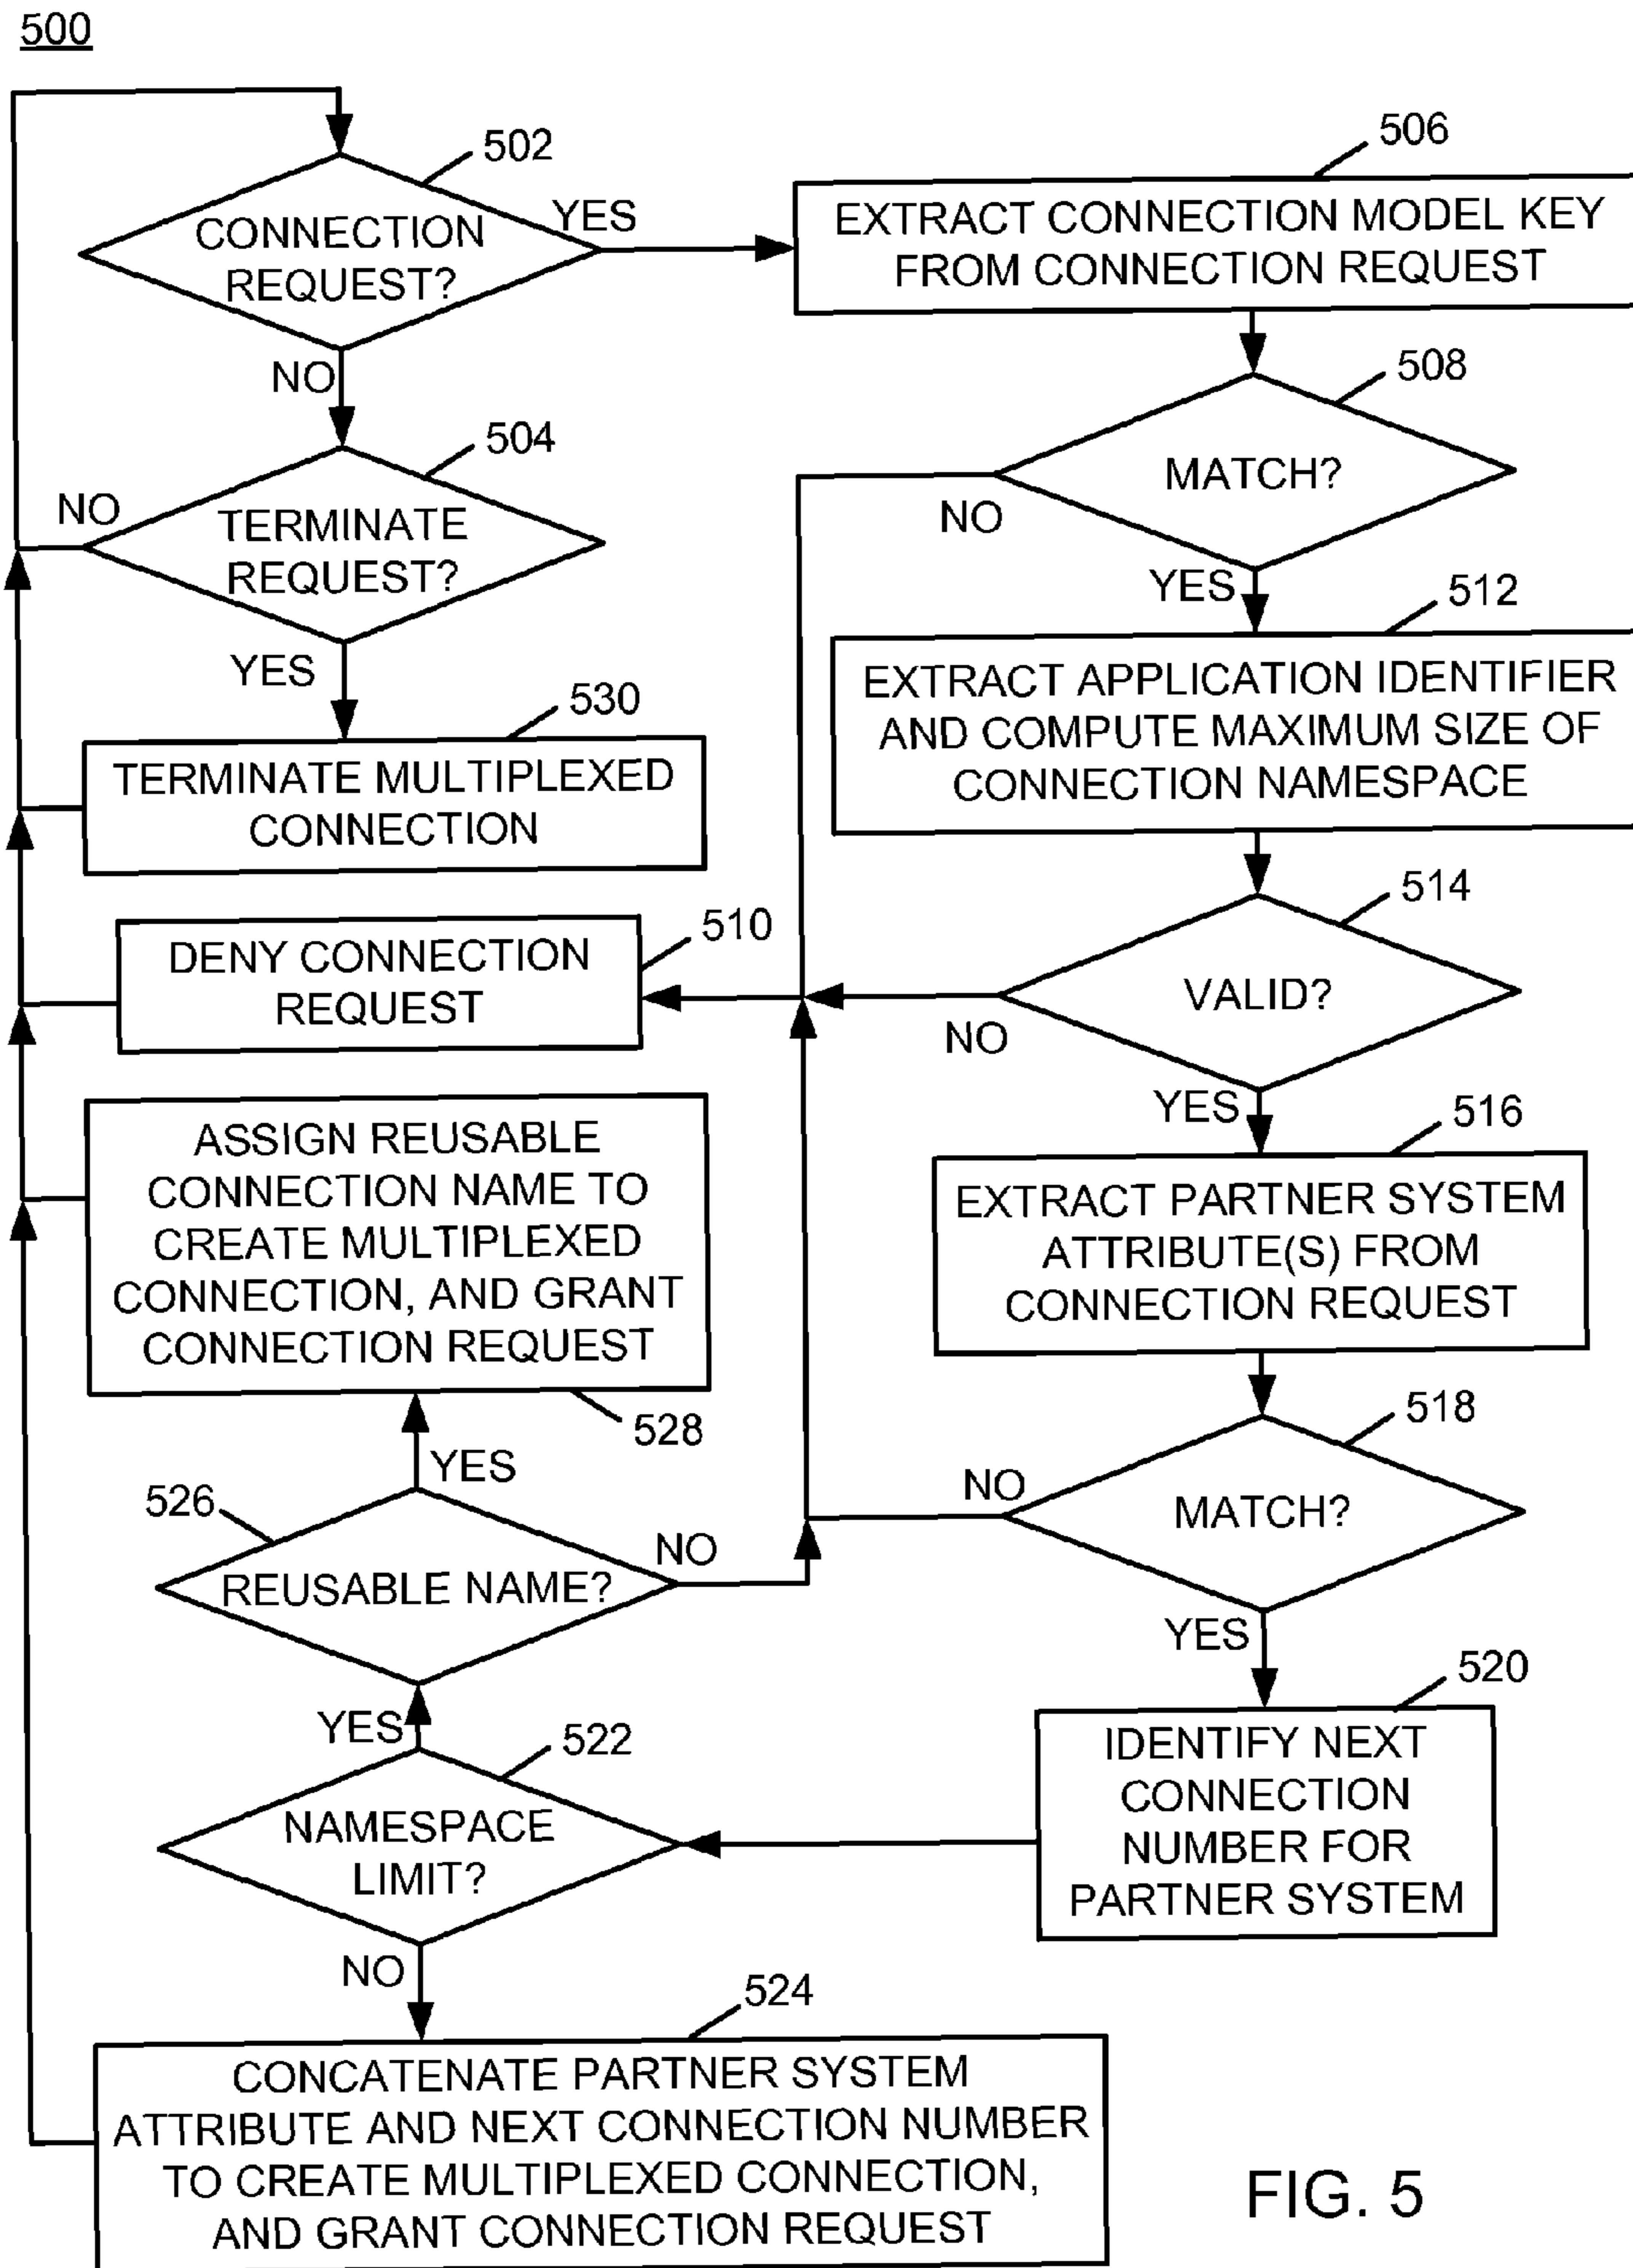 500
502
CONNECTION
REQUEST?
YES
NO
506
EXTRACT CONNECTION MODEL KEY
FROM CONNECTION REQUEST
508
MATCH?
NO
YES
504
TERMINATE
REQUEST?
NO
YES
512
EXTRACT APPLICATION IDENTIFIER
AND COMPUTE MAXIMUM SIZE OF
CONNECTION NAMESPACE
530
TERMINATE MULTIPLEXED
CONNECTION
514
VALID?
NO
YES
510
DENY CONNECTION
REQUEST
516
EXTRACT PARTNER SYSTEM
ATTRIBUTE(S) FROM
CONNECTION REQUEST
ASSIGN REUSABLE
CONNECTION NAME TO
CREATE MULTIPLEXED
CONNECTION, AND GRANT
CONNECTION REQUEST
528
518
MATCH?
NO
YES
526
REUSABLE NAME?
YES
NO
520
IDENTIFY NEXT
CONNECTION
NUMBER FOR
PARTNER SYSTEM
522
NAMESPACE
LIMIT?
YES
NO
524
CONCATENATE PARTNER SYSTEM
ATTRIBUTE AND NEXT CONNECTION NUMBER
TO CREATE MULTIPLEXED CONNECTION,
AND GRANT CONNECTION REQUEST
FIG. 5